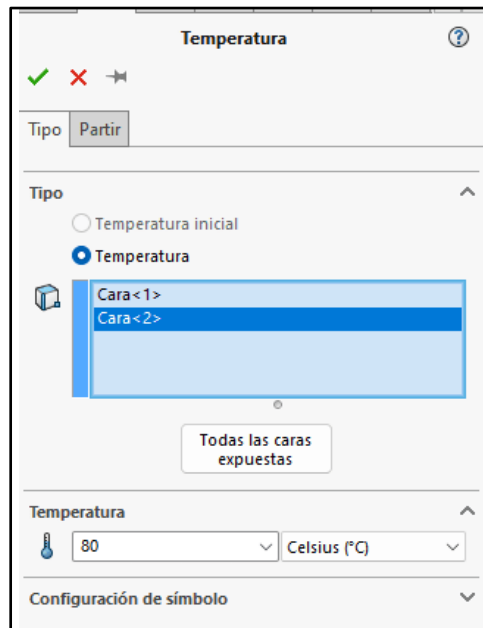 Temperatura
?
Tipo Partir
Tipo
Temperatura inicial
Temperatura
Cara<1>
Cara<2>
Todas las caras
expuestas
Temperatura
80 Celsius (°C)
Configuración de símbolo